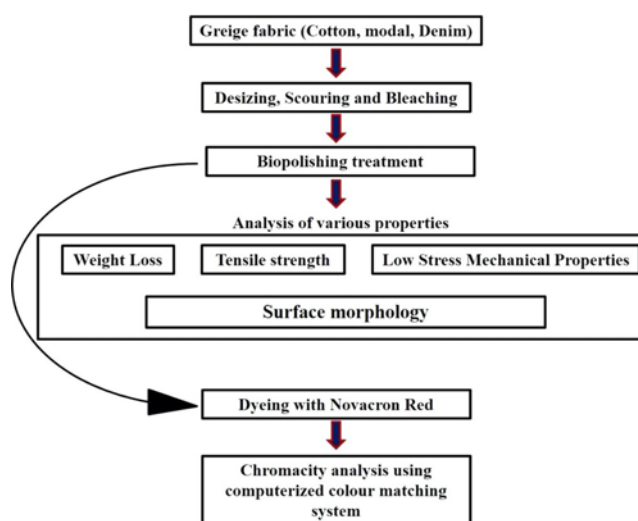 Greige fabric (Cotton, modal, Denim)
Desizing, Scouring and Bleaching
Biopolishing treatment
Analysis of various properties
Weight Loss
Tensile strength
Low Stress Mechanical Properties
Surface morphology
Dyeing with Novacron Red
Chromacity analysis using
computerized colour matching
system